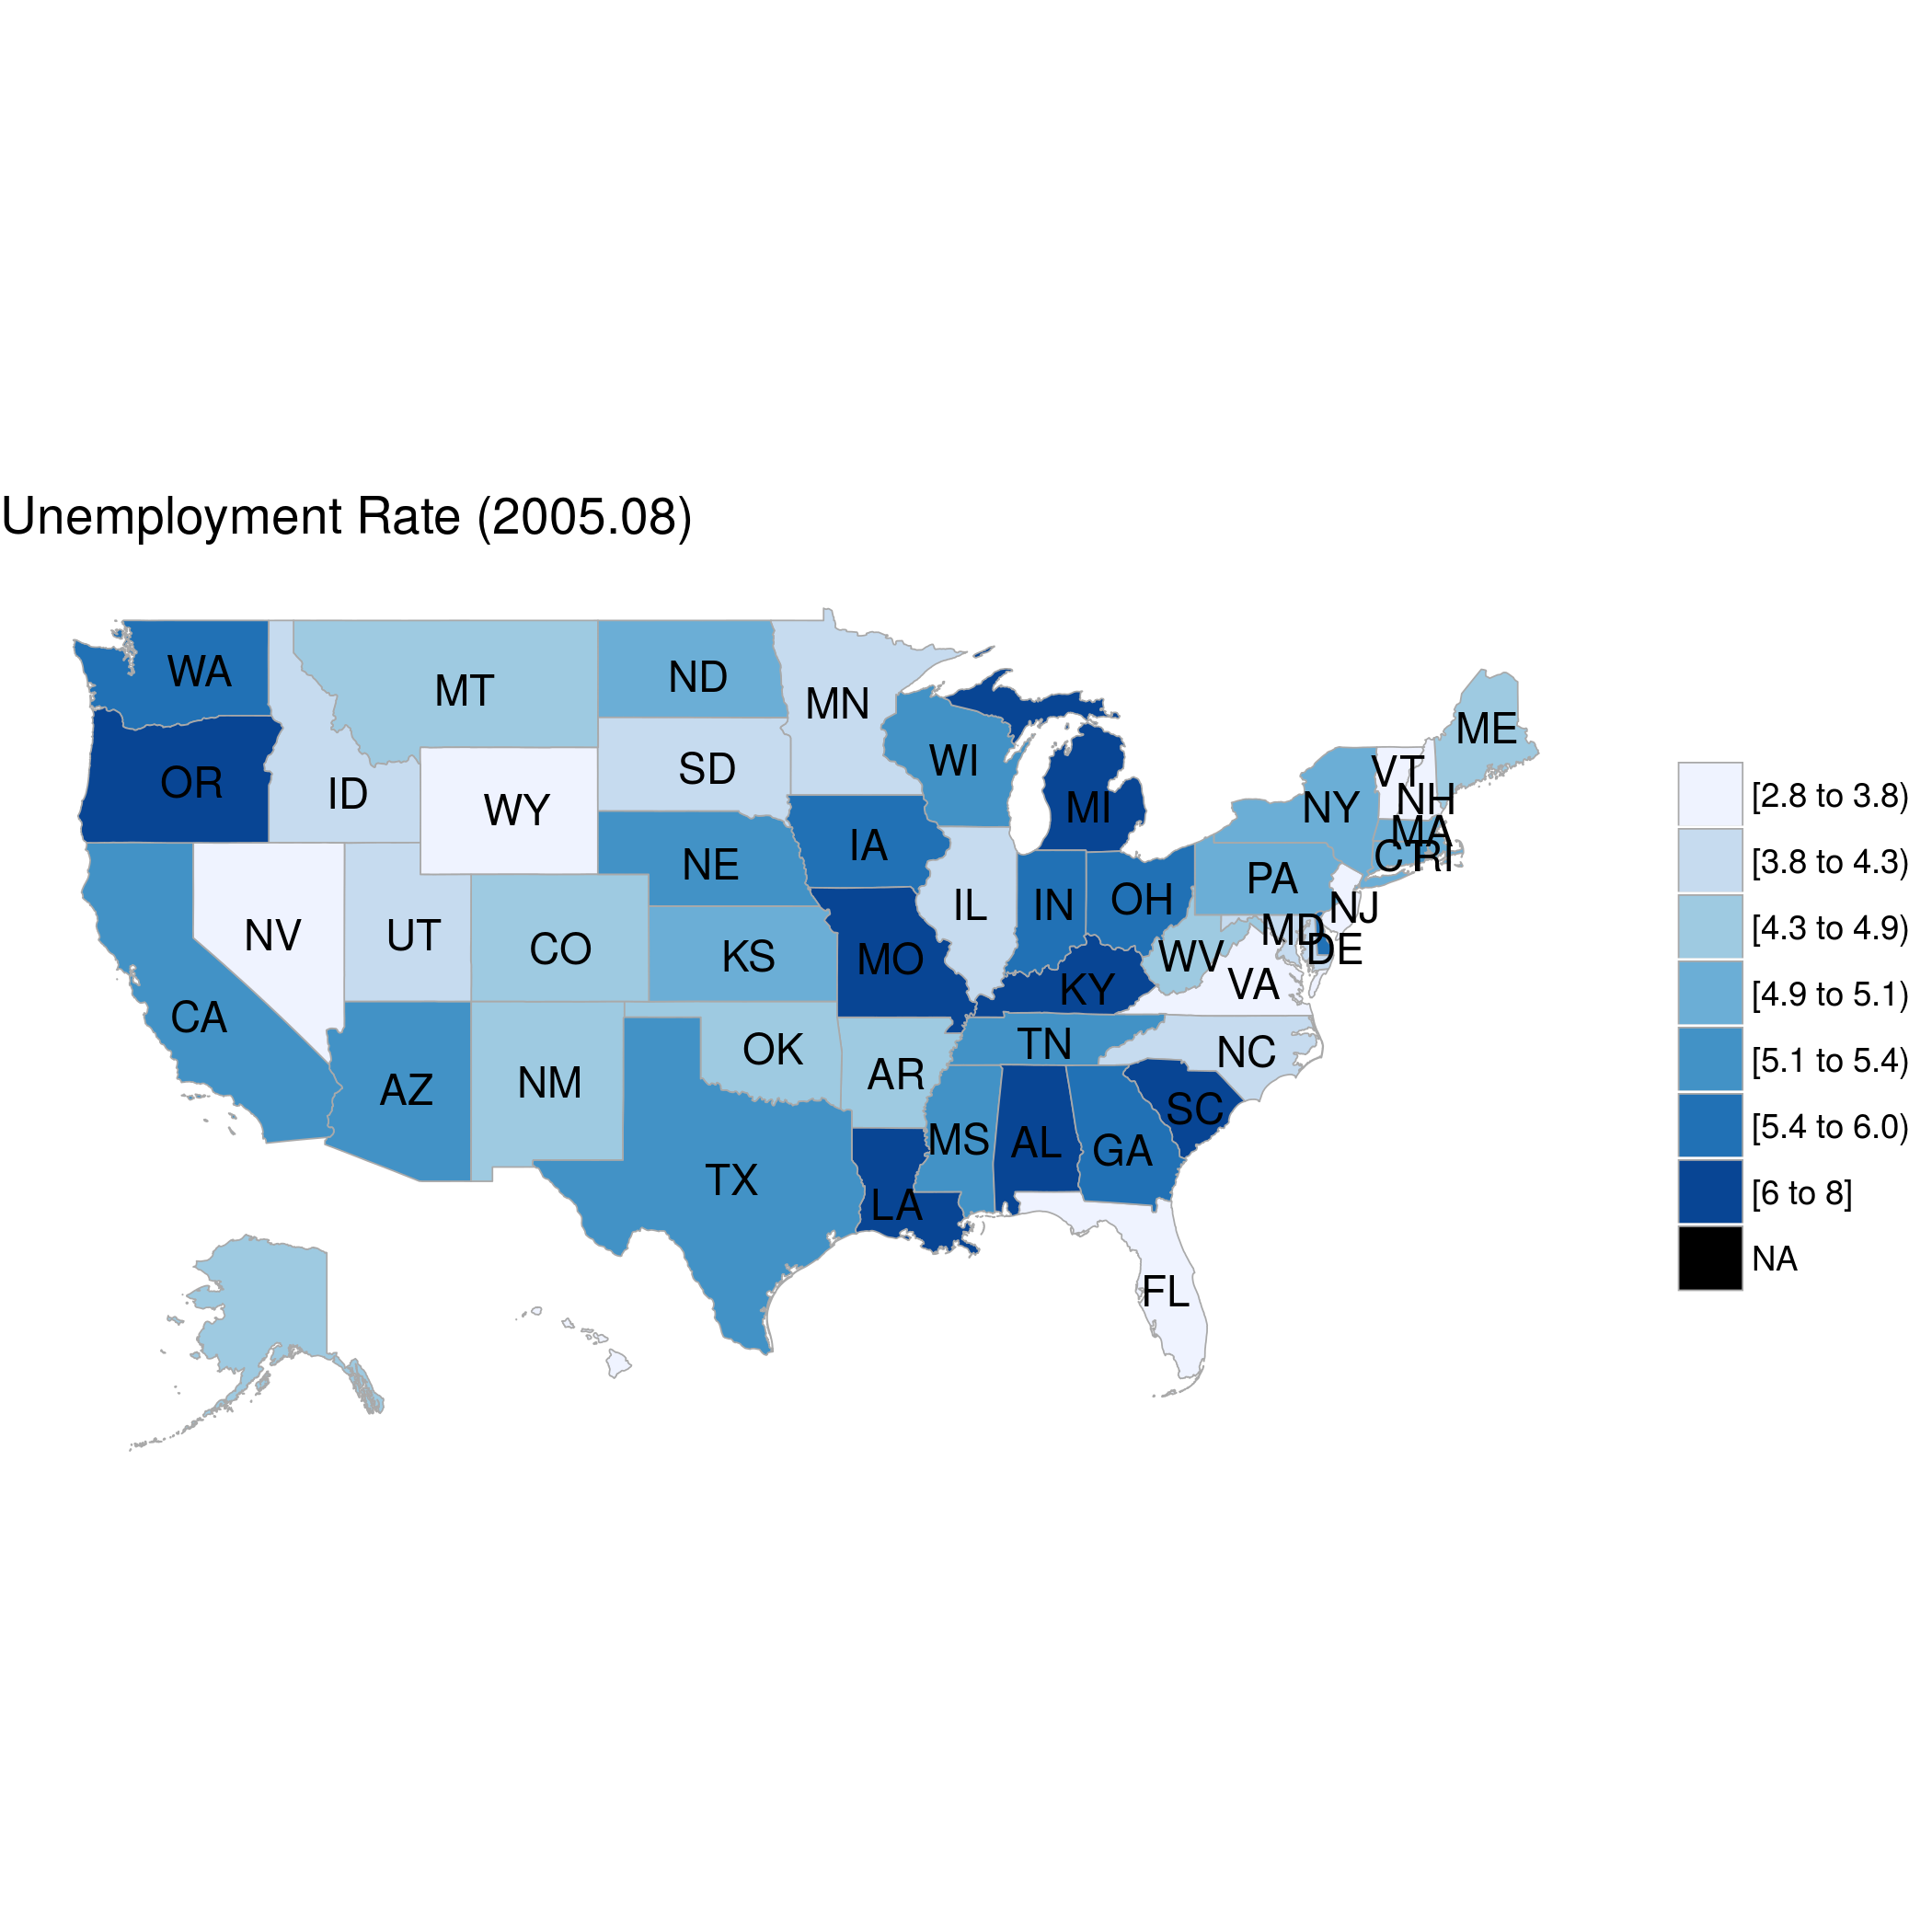 Unemployment Rate (2005.08)
WA
MT
ND
MN
ME
OR
ID
WY
SD
WI
MI
VT
NH
NY
MA
NE
IA
CT
RI
PA
NV
UT
CO
KS
MO
IL
IN
OH
NJ
MD
DE
WV
VA
KY
CA
AZ
NM
OK
AR
TN
NC
TX
LA
MS
AL
GA
SC
FL
[2.8 to 3.8)
[3.8 to 4.3)
[4.3 to 4.9)
[4.9 to 5.1)
[5.1 to 5.4)
[5.4 to 6.0)
[6 to 8]
NA